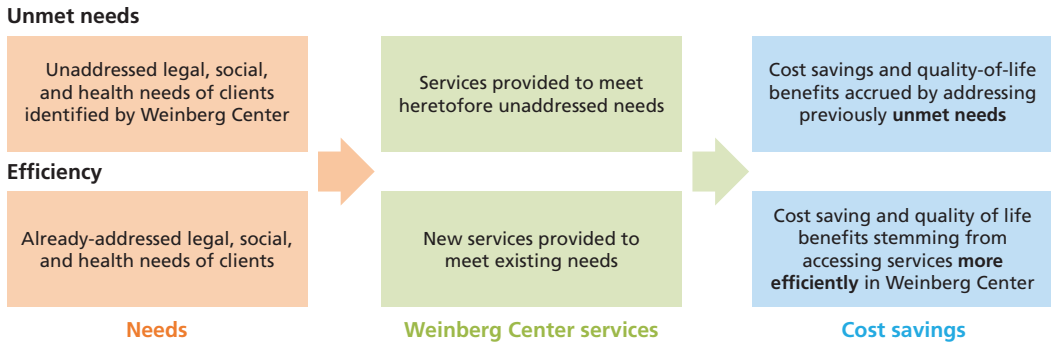 Unmet needs
Unaddressed legal, social,
and health needs of clients
identified by Weinberg Center
Services provided to meet
heretofore unaddressed needs
Cost savings and quality-of-life
benefits accrued by addressing
previously unmet needs
Efficiency
Already-addressed legal, social,
and health needs of clients
New services provided to
meet existing needs
Cost saving and quality of life
benefits stemming from
accessing services more
efficiently in Weinberg Center
Needs
Weinberg Center services
Cost savings